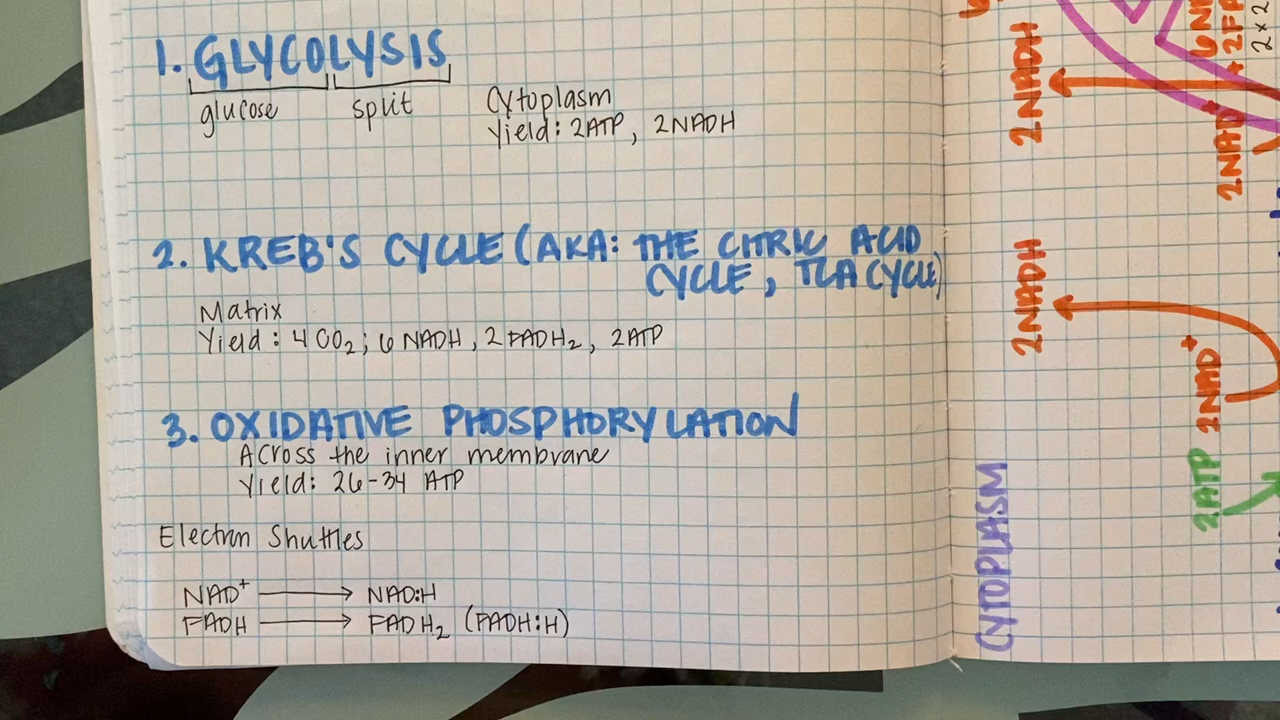 1. GLYCOLYSIS
glucose split
Cytoplasm
Yield: 2ATP, 2NADH
2. KREB'S CYCLE (AKA: THE CITRIC ACID
CYCLE, TCA CYCLE)
Matrix
Yield: 4 CO₂; 6 NADH, 2 FADH₂, 2ATP
3. OXIDATIVE PHOSPHORYLATION
Across the inner membrane
Yield: 26-34 ATP
Electron Shuttles
NAD⁺ → NAD:H
FADH → FADH₂ (FADH:H)
2NADH
2NAD⁺
2NADH
2NAD⁺
2ATP
CYTOPLASM